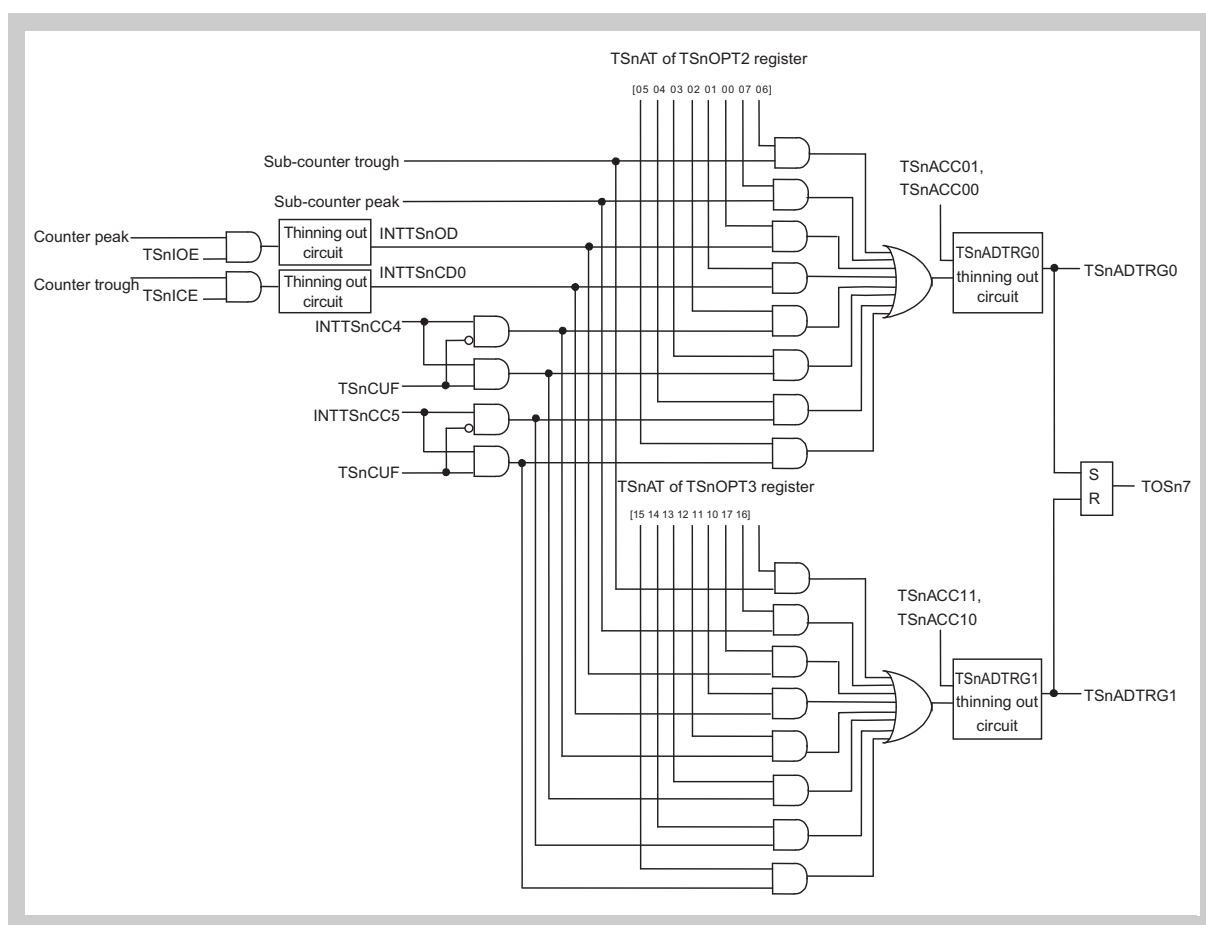 TSnAT of TSnOPT2 register
[05 04 03 02 01 00 07 06]
Sub-counter trough
TSnACC01,
TSnACC00
Sub-counter peak
Counter peak
TSnIOE
Thinning out
circuit
INTTSnOD
TSnADTRG0
thinning out
circuit
TSnADTRG0
Counter trough
TSnICE
Thinning out
circuit
INTTSnCD0
INTTSnCC4
TSnCUF
INTTSnCC5
TSnCUF
S
R
TOSn7
TSnAT of TSnOPT3 register
[15 14 13 12 11 10 17 16]
TSnACC11,
TSnACC10
TSnADTRG1
thinning out
circuit
TSnADTRG1